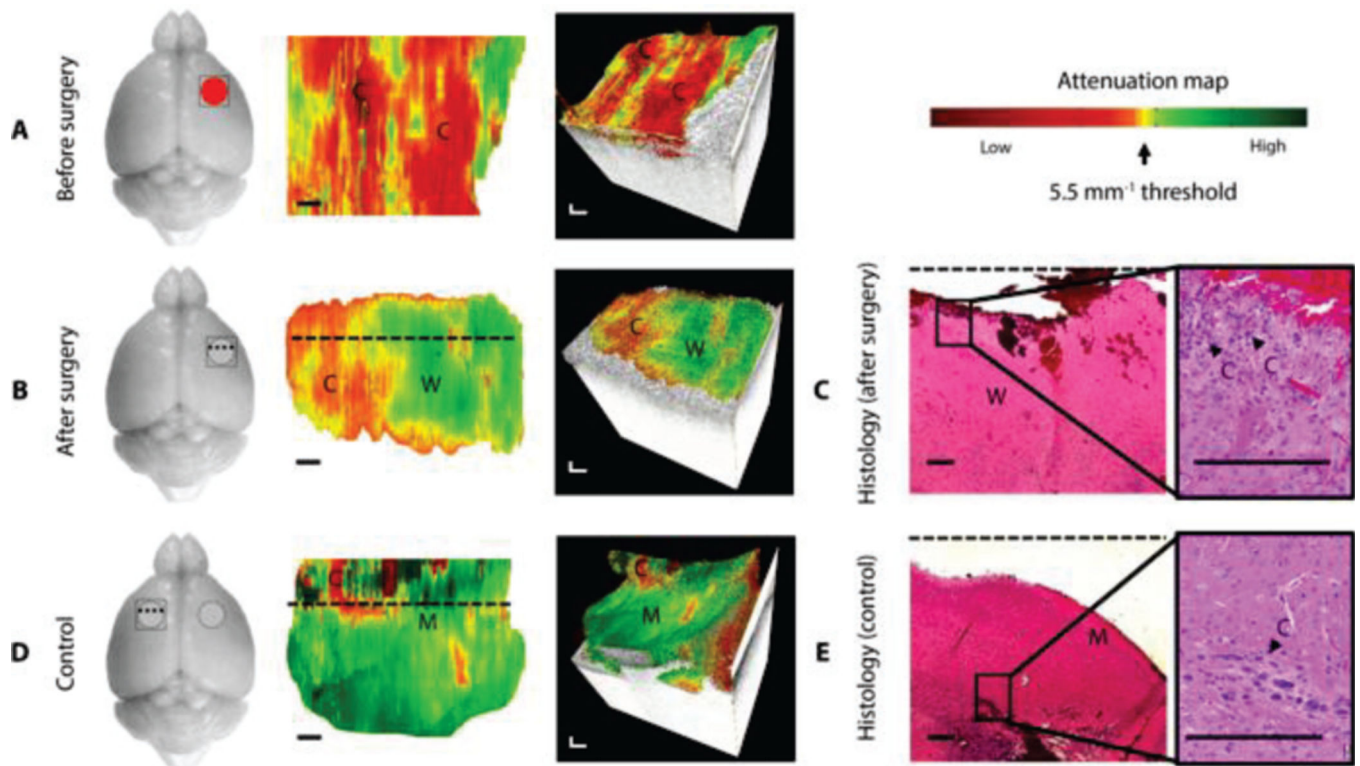 A
Before surgery
C
C
C
C
Attenuation map
Low
High
5.5 mm⁻¹ threshold
B
After surgery
C
W
C
W
C
Histology (after surgery)
W
C
C
D
Control
C
C
M
C
M
E
Histology (control)
M
C